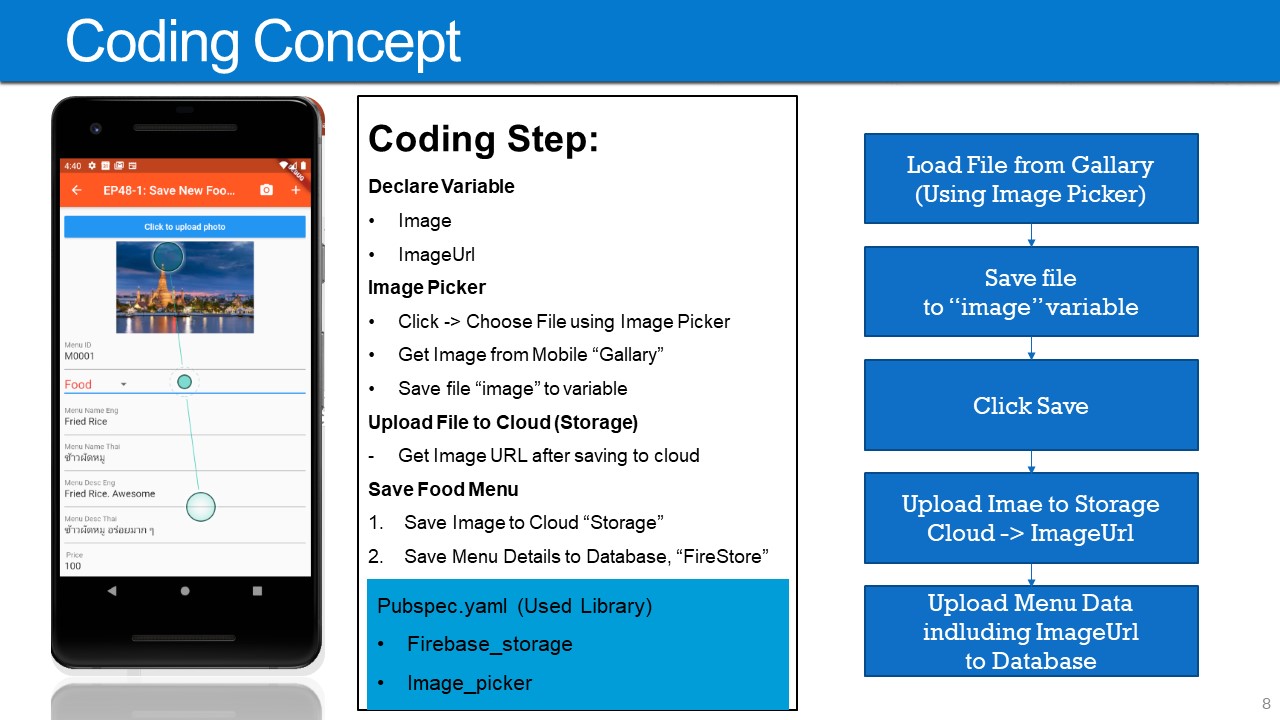 Coding Concept
4:40
EP48-1: Save New Foo...
Click to upload photo
Menu ID
M0001
Food
Menu Name Eng
Fried Rice
Menu Name Thai
ข้าวผัดหมู
Menu Desc Eng
Fried Rice. Awesome
Menu Desc Thai
ข้าวผัดหมู อร่อยมาก ๆ
Price
100
Coding Step:
Declare Variable
• Image
• ImageUrl
Image Picker
• Click -> Choose File using Image Picker
• Get Image from Mobile “Gallary”
• Save file “image” to variable
Upload File to Cloud (Storage)
- Get Image URL after saving to cloud
Save Food Menu
1. Save Image to Cloud “Storage”
2. Save Menu Details to Database, “FireStore”
Pubspec.yaml (Used Library)
• Firebase_storage
• Image_picker
Load File from Gallary
(Using Image Picker)
Save file
to “image” variable
Click Save
Upload Imae to Storage
Cloud -> ImageUrl
Upload Menu Data
indluding ImageUrl
to Database
8